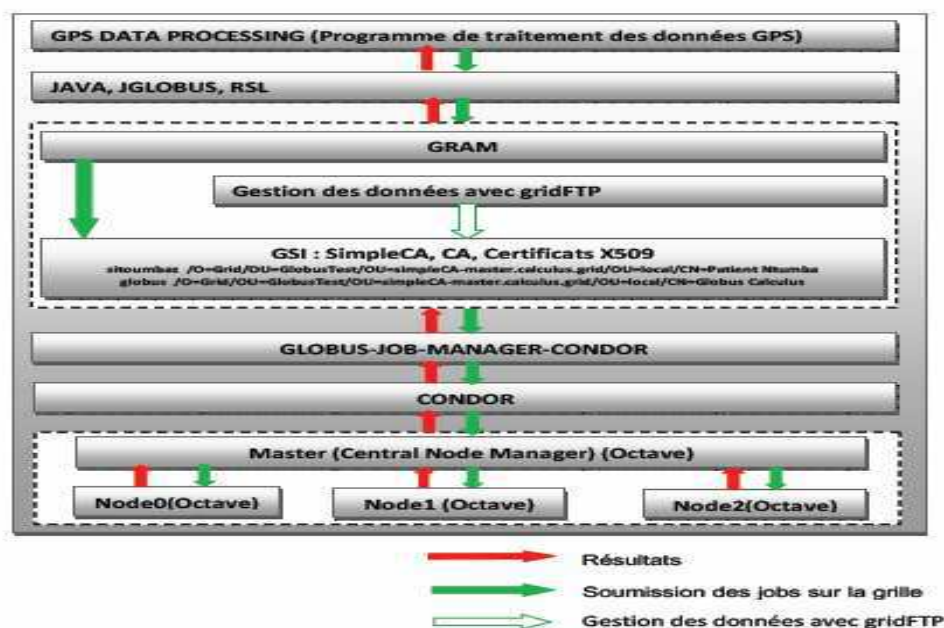 GPS DATA PROCESSING (Programme de traitement des données GPS)
JAVA, JGLOBUS, RSL
GRAM
Gestion des données avec gridFTP
GSI : SimpleCA, CA, Certificats X509
sitoumbaz /O=Grid/OU=GlobusTest/OU=simpleCA-master.calculus.grid/OU=local/CN=Patient Ntumba
globus /O=Grid/OU=GlobusTest/OU=simpleCA-master.calculus.grid/OU=local/CN=Globus Calculus
GLOBUS-JOB-MANAGER-CONDOR
CONDOR
Master (Central Node Manager) (Octave)
Node0(Octave)
Node1 (Octave)
Node2(Octave)
Résultats
Soumission des jobs sur la grille
Gestion des données avec gridFTP